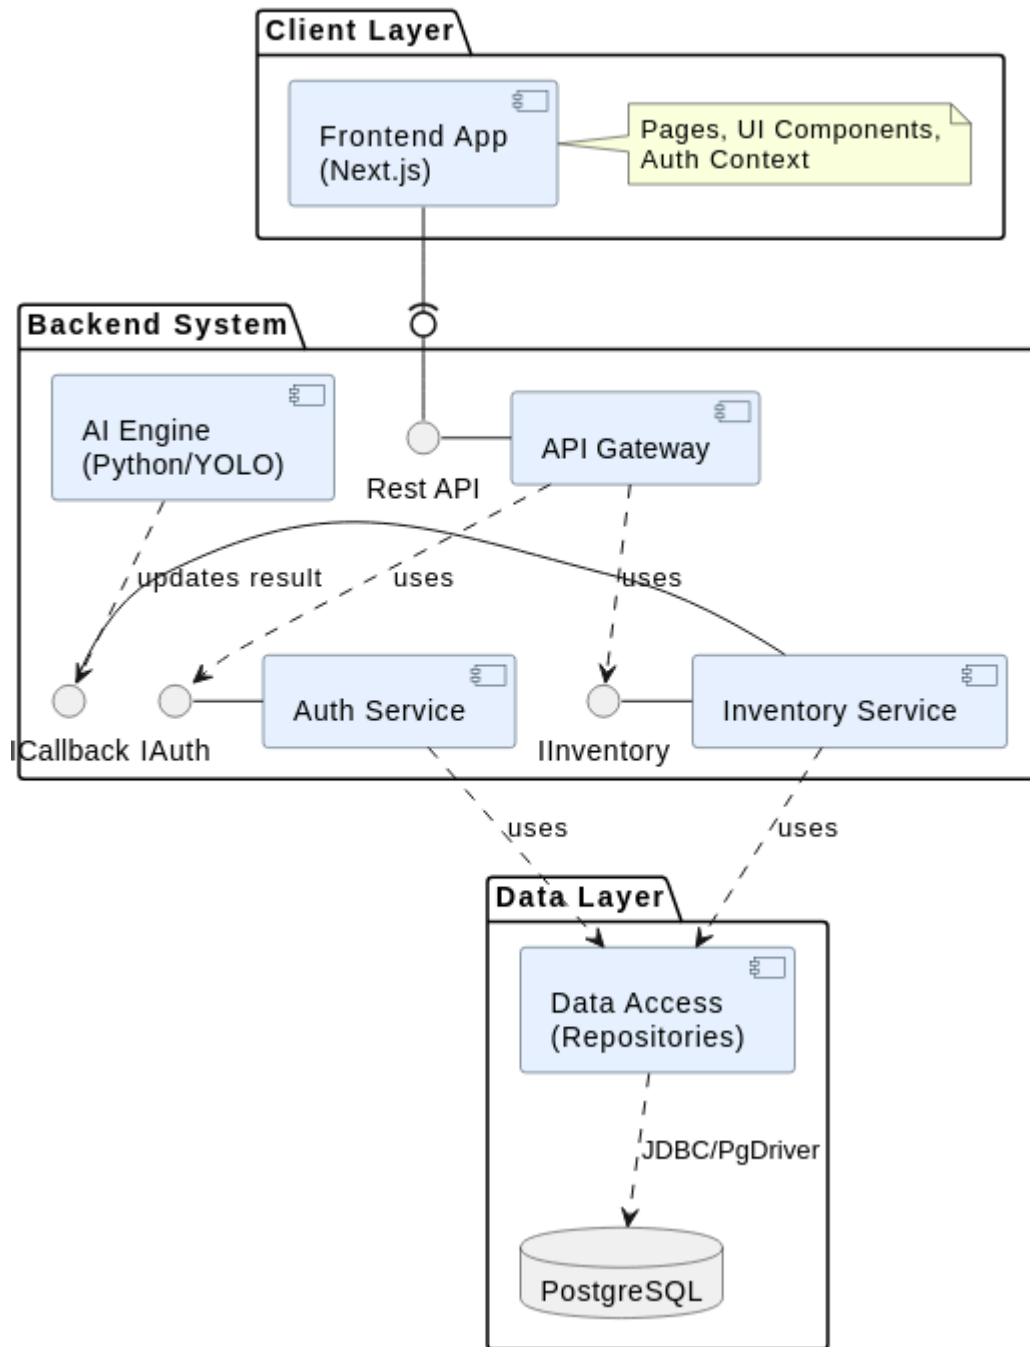 Client Layer
Frontend App
(Next.js)
Pages, UI Components,
Auth Context
Backend System
AI Engine
(Python/YOLO)
API Gateway
Rest API
updates result
uses
uses
Auth Service
Inventory Service
ICallback
IAuth
IInventory
uses
uses
Data Layer
Data Access
(Repositories)
JDBC/PgDriver
PostgreSQL